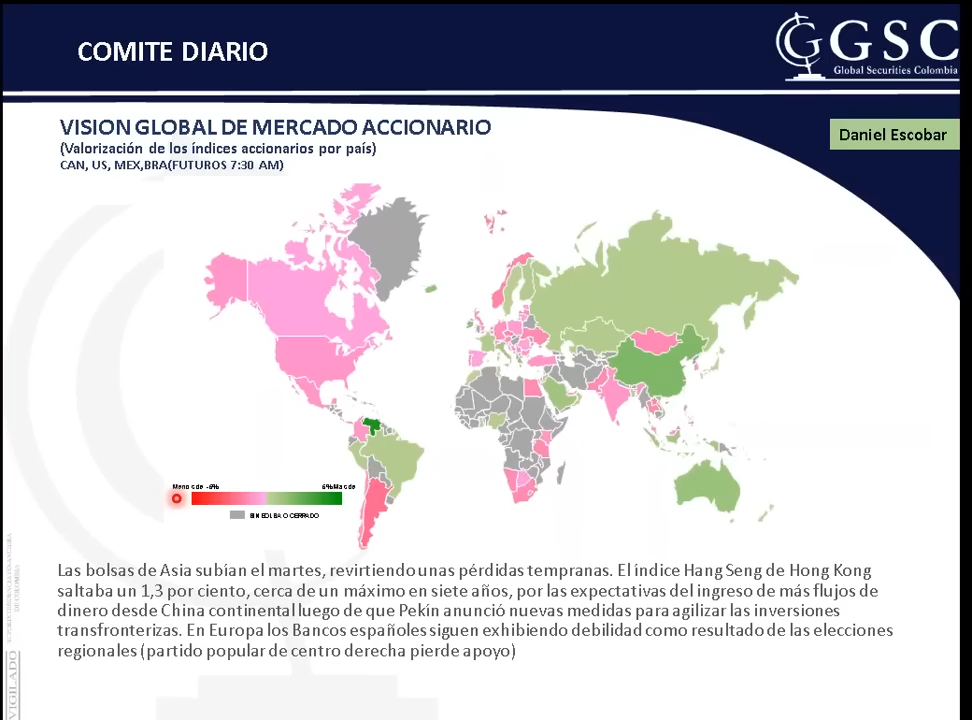 COMITE DIARIO
GGSC
Global Securities Colombia
VISION GLOBAL DE MERCADO ACCIONARIO
(Valorización de los índices accionarios por país)
CAN, US, MEX,BRA(FUTUROS 7:30 AM)
Daniel Escobar
Las bolsas de Asia subían el martes, revirtiendo unas pérdidas tempranas. El índice Hang Seng de Hong Kong
saltaba un 1,3 por ciento, cerca de un máximo en siete años, por las expectativas del ingreso de más flujos de
dinero desde China continental luego de que Pekín anunció nuevas medidas para agilizar las inversiones
transfronterizas. En Europa los Bancos españoles siguen exhibiendo debilidad como resultado de las elecciones
regionales (partido popular de centro derecha pierde apoyo)
VIGILADO